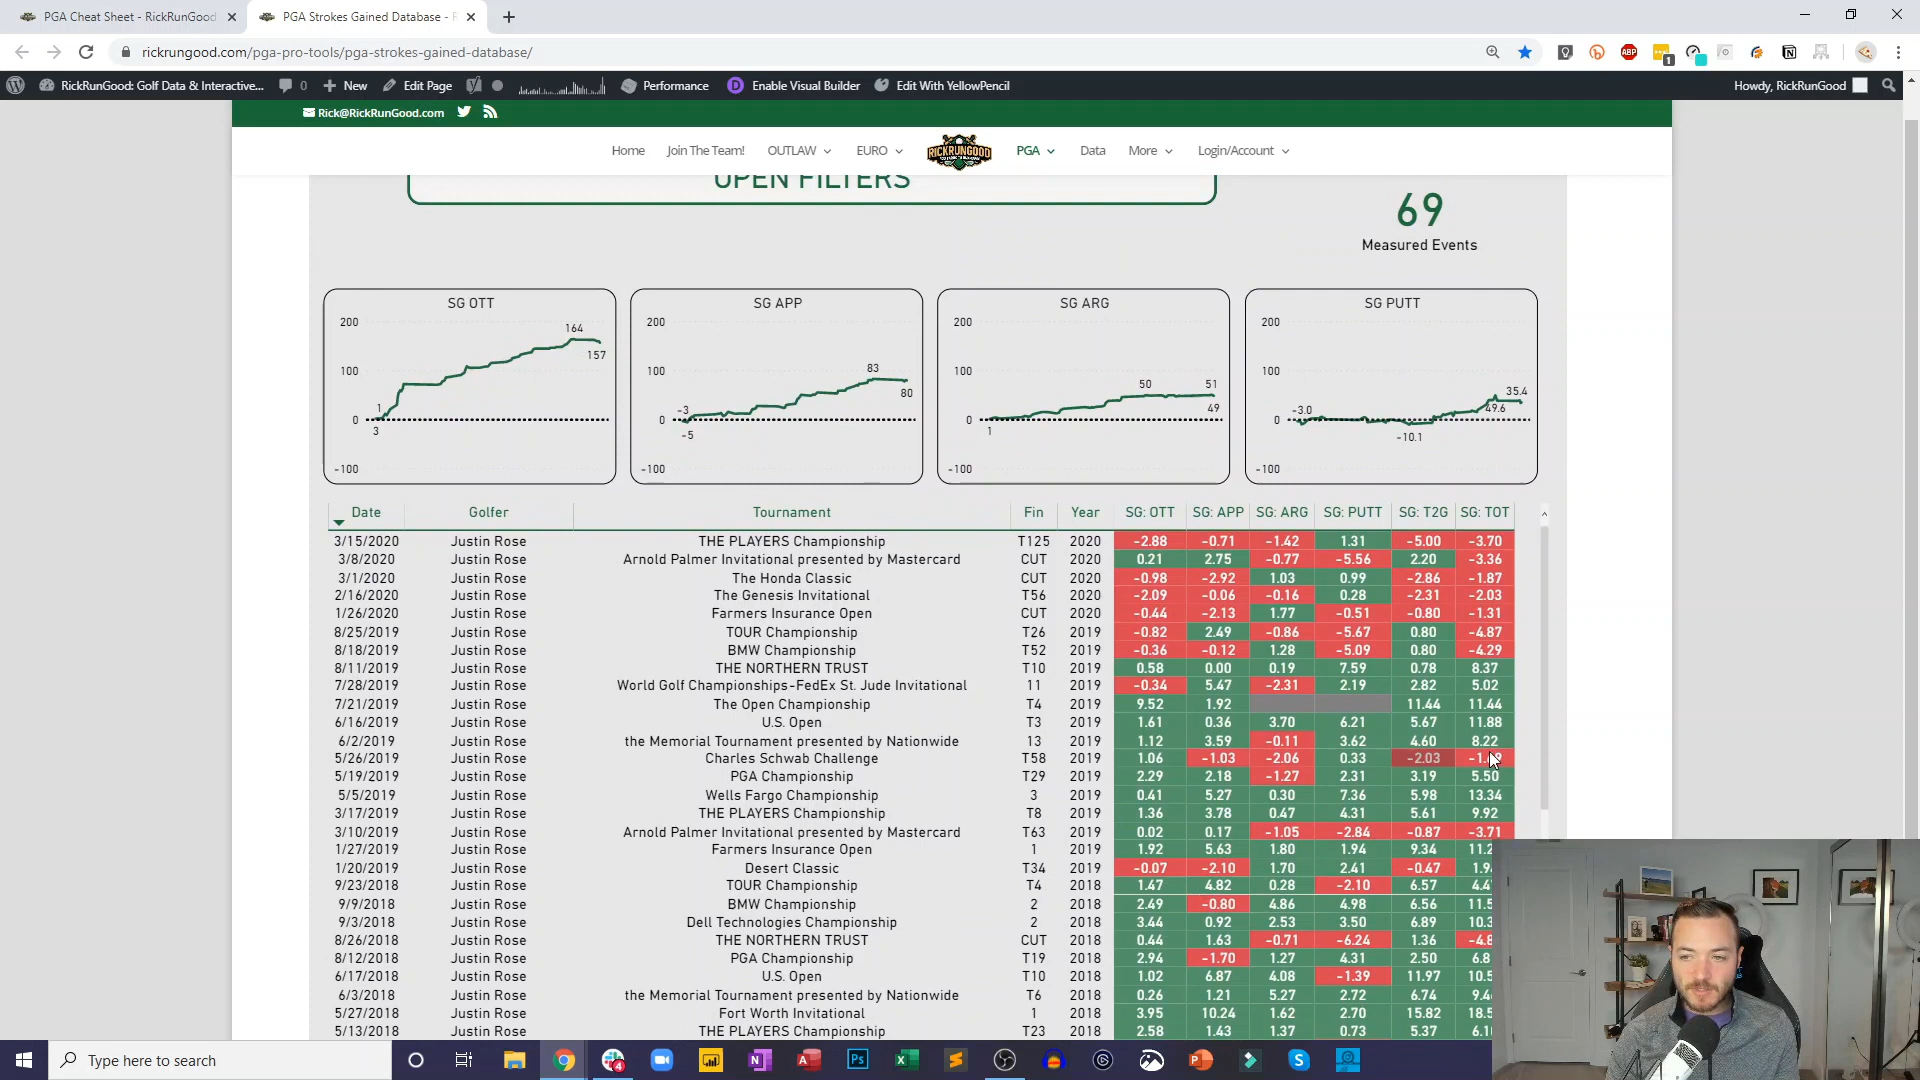 PGA Cheat Sheet - RickRunGood
PGA Strokes Gained Database -
rickrungood.com/pga-pro-tools/pga-strokes-gained-database/
RickRunGood: Golf Data & Interactive... 0 New Edit Page Performance Enable Visual Builder Edit With YellowPencil Howdy, RickRunGood
Rick@RickRunGood.com
Home Join The Team! OUTLAW EURO RICKRUNGOOD PGA Data More Login/Account
OPEN FILTERS
69
Measured Events
SG OTT SG APP SG ARG SG PUTT
200 164 200 200 200
157
100 100 83 100 50 51 100
80 49 35.4
1 -3 -3.0 49.6
0 0 0 0
3 -5 1 -10.1
-100 -100 -100 -100
Date Golfer Tournament Fin Year SG: OTT SG: APP SG: ARG SG: PUTT SG: T2G SG: TOT
3/15/2020 Justin Rose THE PLAYERS Championship T125 2020 -2.88 -0.71 -1.42 1.31 -5.00 -3.70
3/8/2020 Justin Rose Arnold Palmer Invitational presented by Mastercard CUT 2020 0.21 2.75 -0.77 -5.56 2.20 -3.36
3/1/2020 Justin Rose The Honda Classic CUT 2020 -0.98 -2.92 1.03 0.99 -2.86 -1.87
2/16/2020 Justin Rose The Genesis Invitational T56 2020 -2.09 -0.06 -0.16 0.28 -2.31 -2.03
1/26/2020 Justin Rose Farmers Insurance Open CUT 2020 -0.44 -2.13 1.77 -0.51 -0.80 -1.31
8/25/2019 Justin Rose TOUR Championship T26 2019 -0.82 2.49 -0.86 -5.67 0.80 -4.87
8/18/2019 Justin Rose BMW Championship T52 2019 -0.36 -0.12 1.28 -5.09 0.80 -4.29
8/11/2019 Justin Rose THE NORTHERN TRUST T10 2019 0.58 0.00 0.19 7.59 0.78 8.37
7/28/2019 Justin Rose World Golf Championships-FedEx St. Jude Invitational 11 2019 -0.34 5.47 -2.31 2.19 2.82 5.02
7/21/2019 Justin Rose The Open Championship T4 2019 9.52 1.92 11.44 11.44
6/16/2019 Justin Rose U.S. Open T3 2019 1.61 0.36 3.70 6.21 5.67 11.88
6/2/2019 Justin Rose the Memorial Tournament presented by Nationwide 13 2019 1.12 3.59 -0.11 3.62 4.60 8.22
5/26/2019 Justin Rose Charles Schwab Challenge T58 2019 1.06 -1.03 -2.06 0.33 -2.03
5/19/2019 Justin Rose PGA Championship T29 2019 2.29 2.18 -1.27 2.31 3.19 5.50
5/5/2019 Justin Rose Wells Fargo Championship 3 2019 0.41 5.27 0.30 7.36 5.98 13.34
3/17/2019 Justin Rose THE PLAYERS Championship T8 2019 1.36 3.78 0.47 4.31 5.61 9.92
3/10/2019 Justin Rose Arnold Palmer Invitational presented by Mastercard T63 2019 0.02 0.17 -1.05 -2.84 -0.87 -3.71
1/27/2019 Justin Rose Farmers Insurance Open 1 2019 1.92 5.63 1.80 1.94 9.34 11.2
1/20/2019 Justin Rose Desert Classic T34 2019 -0.07 -2.10 1.70 2.41 -0.47 1.9
9/23/2018 Justin Rose TOUR Championship T4 2018 1.47 4.82 0.28 -2.10 6.57 4.4
9/9/2018 Justin Rose BMW Championship 2 2018 2.49 -0.80 4.86 4.98 6.56 11.5
9/3/2018 Justin Rose Dell Technologies Championship 2 2018 3.44 0.92 2.53 3.50 6.89 10.3
8/26/2018 Justin Rose THE NORTHERN TRUST CUT 2018 0.44 1.63 -0.71 -6.24 1.36 -4.8
8/12/2018 Justin Rose PGA Championship T19 2018 2.94 -1.70 1.27 4.31 2.50 6.8
6/17/2018 Justin Rose U.S. Open T10 2018 1.02 6.87 4.08 -1.39 11.97 10.5
6/3/2018 Justin Rose the Memorial Tournament presented by Nationwide T6 2018 0.26 1.21 5.27 2.72 6.74 9.4
5/27/2018 Justin Rose Fort Worth Invitational 1 2018 3.95 10.24 1.62 2.70 15.82 18.5
5/13/2018 Justin Rose THE PLAYERS Championship T23 2018 2.58 1.43 1.37 0.73 5.37 6.1
Type here to search